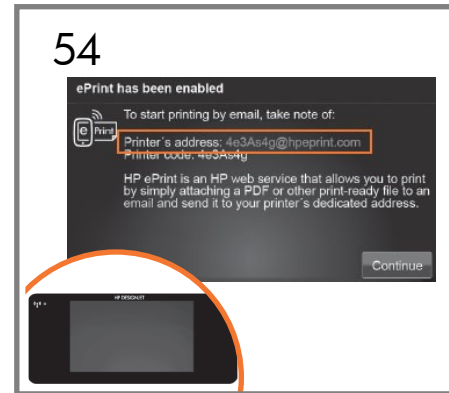 54
ePrint has been enabled
e Print
To start printing by email, take note of:
Printer´s address: 4e3As4g@hpeprint.com
Printer code: 4e3As4g
HP ePrint is an HP web service that allows you to print
by simply attaching a PDF or other print-ready file to an
email and send it to your printer´s dedicated address.
Continue
HP DESIGNJET